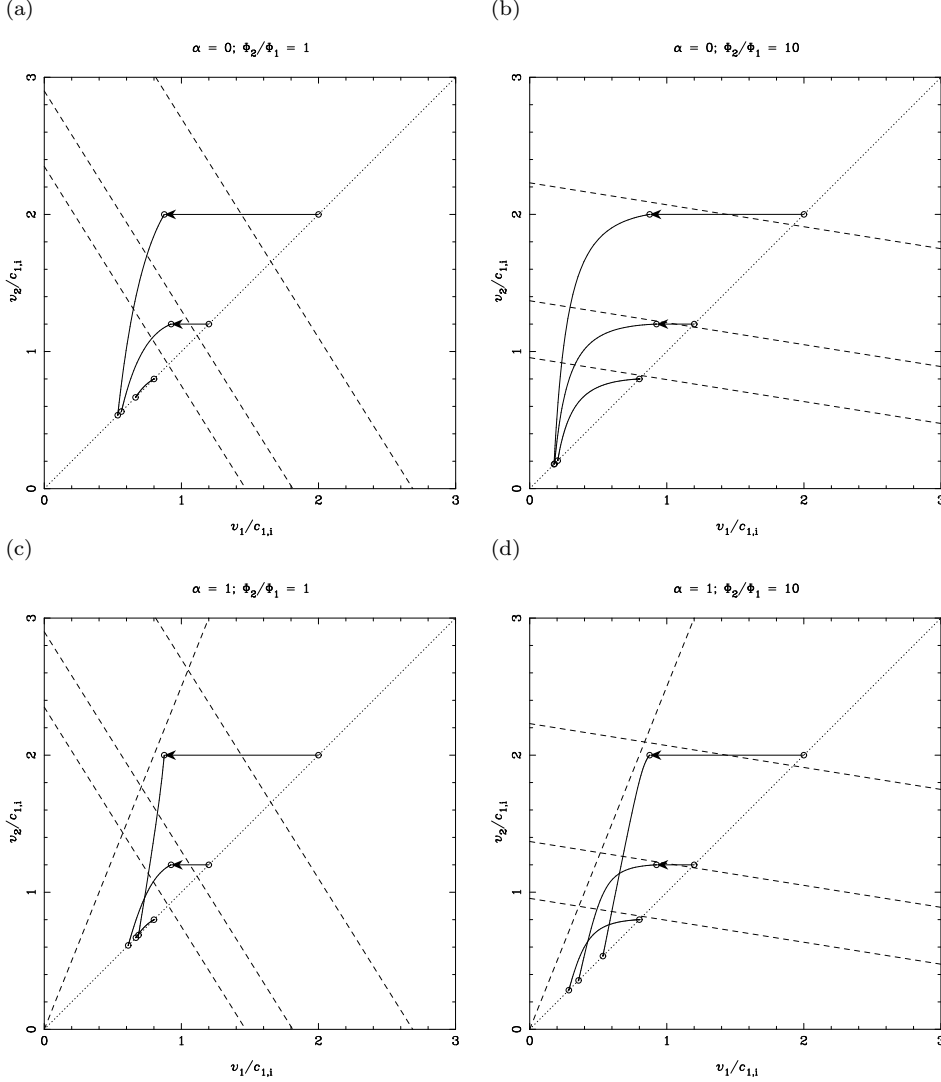 (a)
α = 0; Φ₂/Φ₁ = 1
3
2
1
0
v₂/c₁,ᵢ
0 1 2 3
v₁/c₁,ᵢ
(b)
α = 0; Φ₂/Φ₁ = 10
3
2
1
0
v₂/c₁,ᵢ
0 1 2 3
v₁/c₁,ᵢ
(c)
α = 1; Φ₂/Φ₁ = 1
3
2
1
0
v₂/c₁,ᵢ
0 1 2 3
v₁/c₁,ᵢ
(d)
α = 1; Φ₂/Φ₁ = 10
3
2
1
0
v₂/c₁,ᵢ
0 1 2 3
v₁/c₁,ᵢ